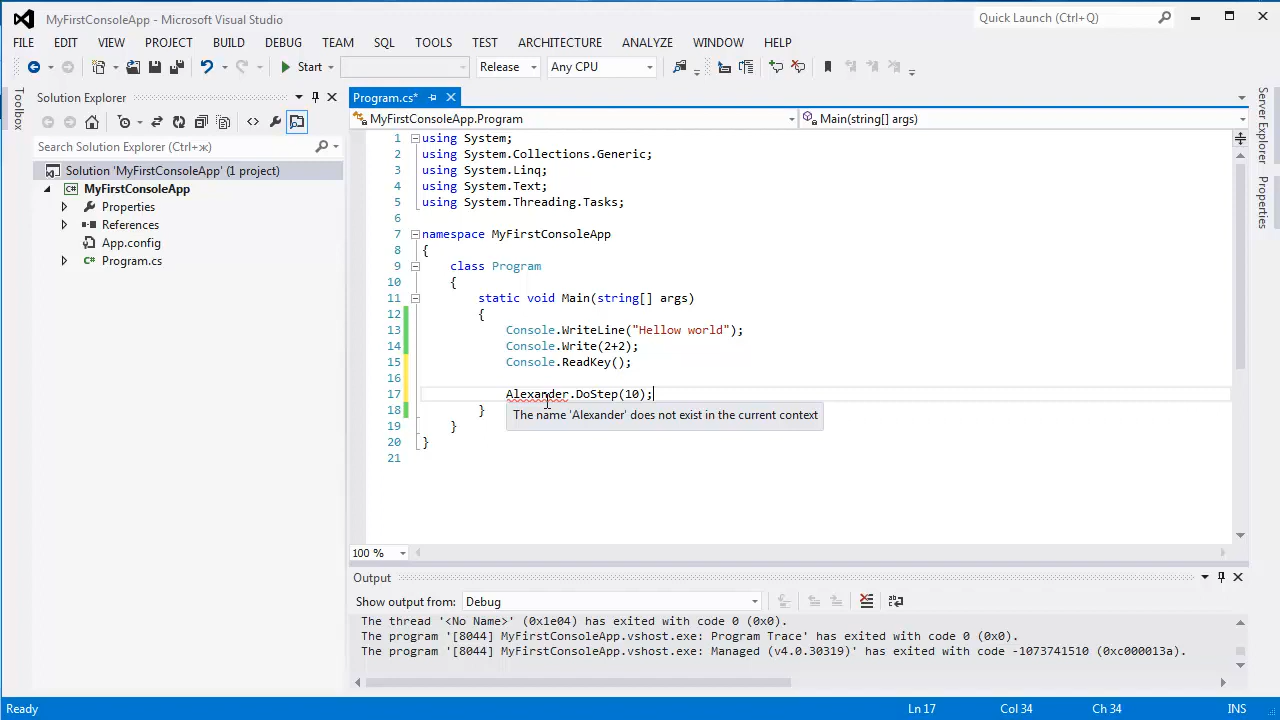 MyFirstConsoleApp - Microsoft Visual Studio
Quick Launch (Ctrl+Q)
FILE EDIT VIEW PROJECT BUILD DEBUG TEAM SQL TOOLS TEST ARCHITECTURE ANALYZE WINDOW HELP
Start Release Any CPU
Toolbox
Solution Explorer
Search Solution Explorer (Ctrl+ж)
Solution 'MyFirstConsoleApp' (1 project)
C# MyFirstConsoleApp
Properties
References
App.config
C# Program.cs
Program.cs*
MyFirstConsoleApp.Program Main(string[] args)
1 using System;
2 using System.Collections.Generic;
3 using System.Linq;
4 using System.Text;
5 using System.Threading.Tasks;
6
7 namespace MyFirstConsoleApp
8 {
9 class Program
10 {
11 static void Main(string[] args)
12 {
13 Console.WriteLine("Hellow world");
14 Console.Write(2+2);
15 Console.ReadKey();
16
17 Alexander.DoStep(10);
The name 'Alexander' does not exist in the current context
18 }
19 }
20 }
21
100 %
Server Explorer
Properties
Output
Show output from: Debug
The thread '<No Name>' (0x1e04) has exited with code 0 (0x0).
The program '[8044] MyFirstConsoleApp.vshost.exe: Program Trace' has exited with code 0 (0x0).
The program '[8044] MyFirstConsoleApp.vshost.exe: Managed (v4.0.30319)' has exited with code -1073741510 (0xc000013a).
Ready Ln 17 Col 34 Ch 34 INS